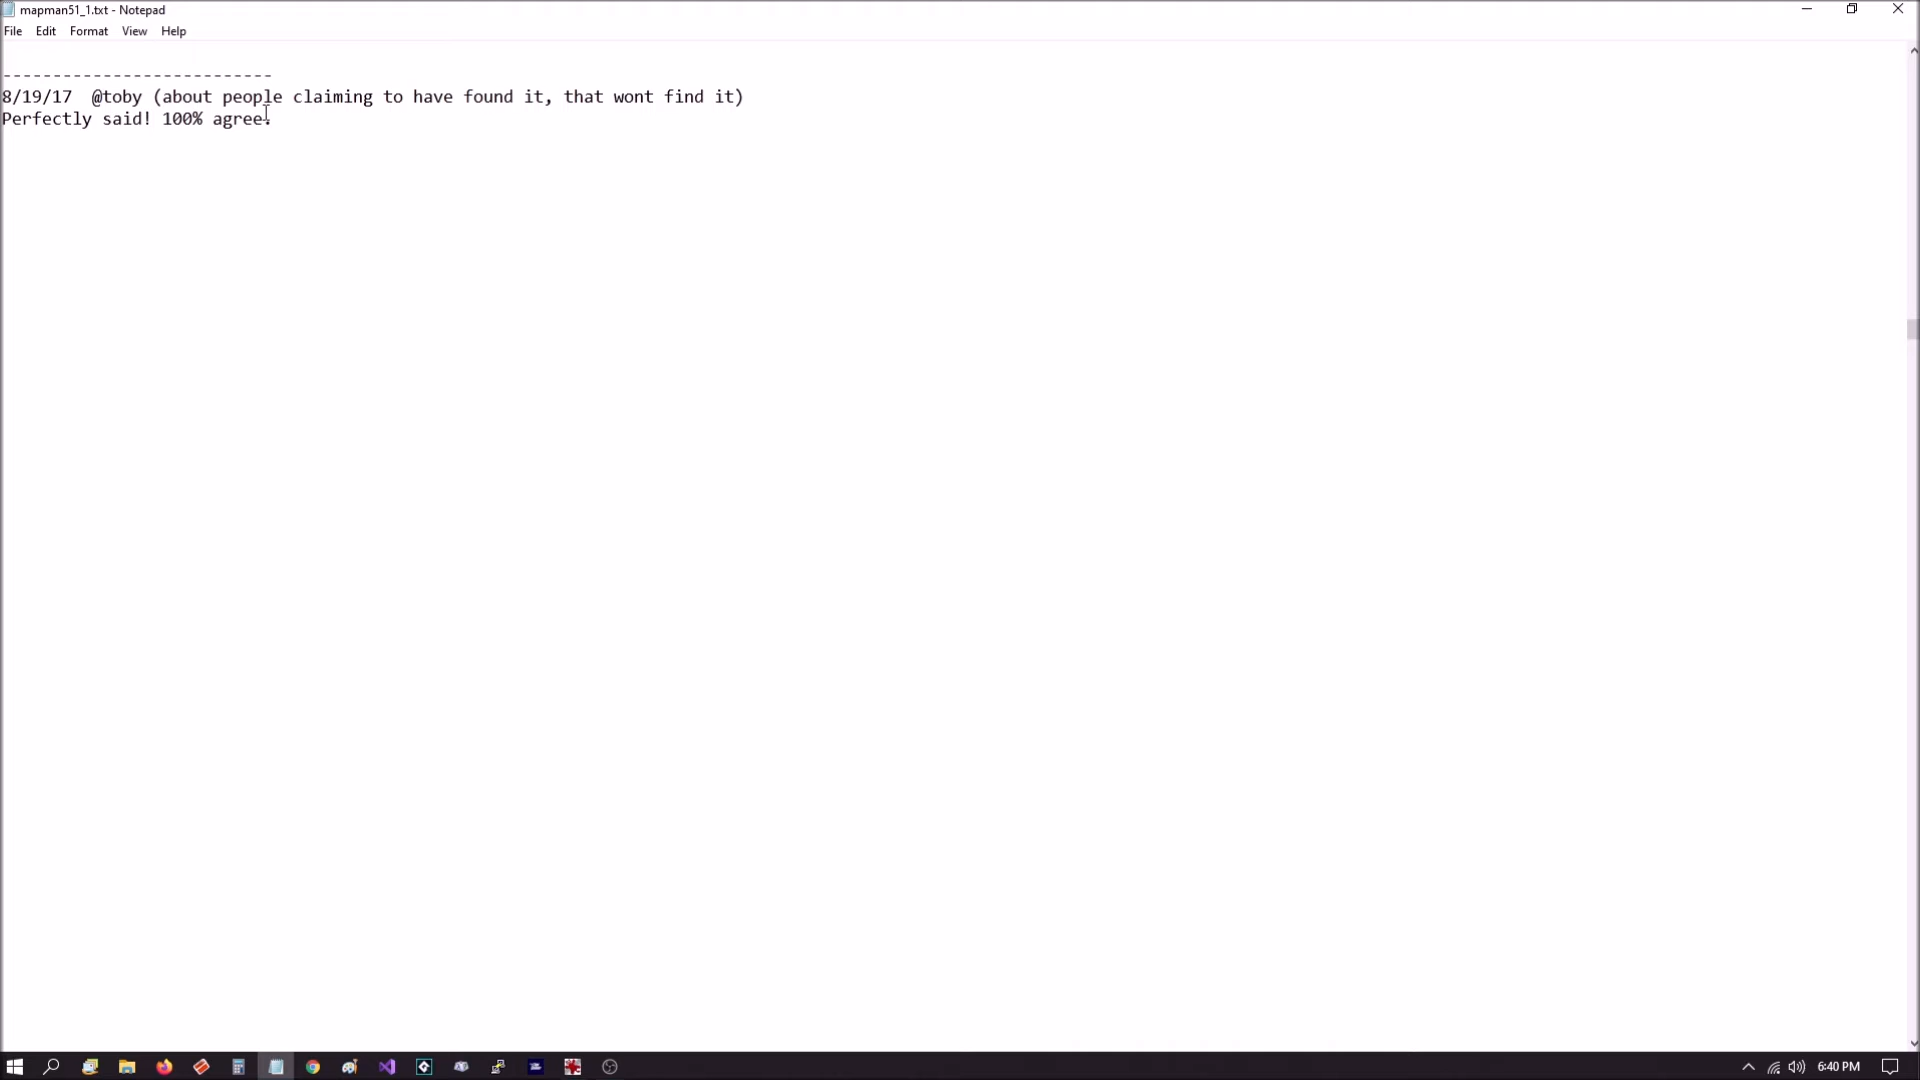 mapman51_1.txt - Notepad
File Edit Format View Help
---------------------------
8/19/17  @toby (about people claiming to have found it, that wont find it)
Perfectly said! 100% agree.
6:40 PM